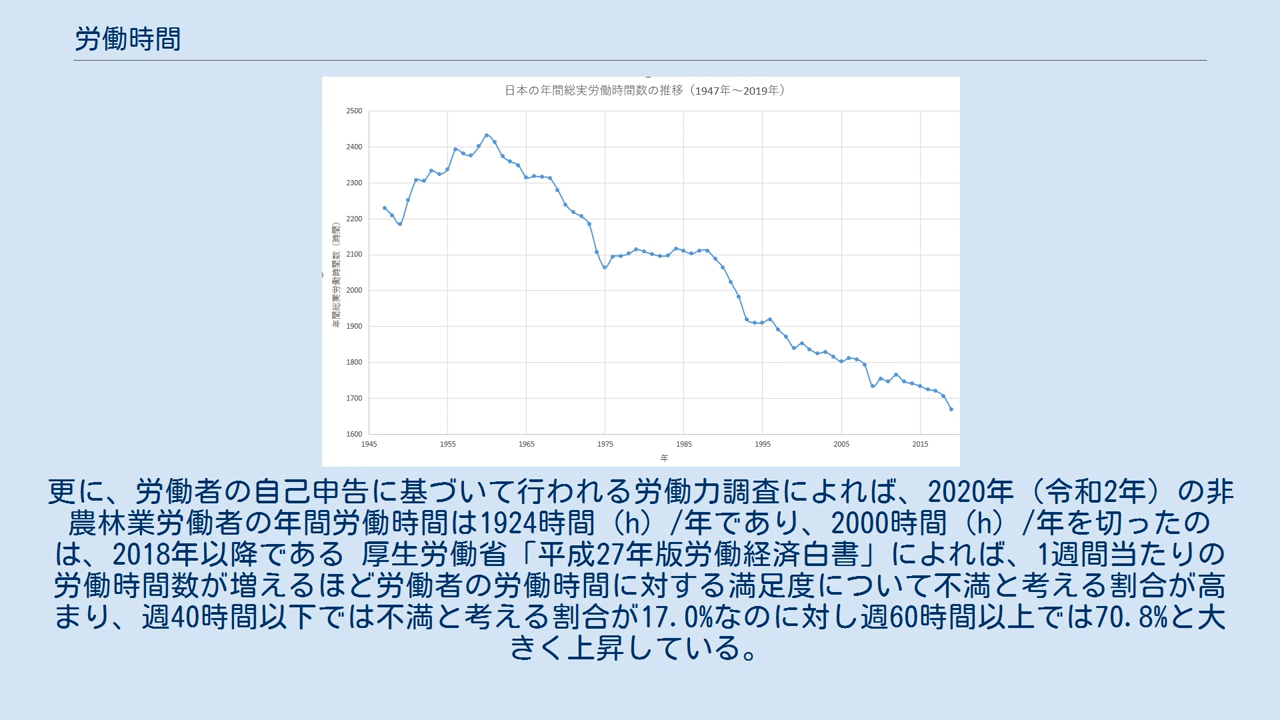 労働時間
日本の年間総実労働時間数の推移（1947年～2019年）
2500
2400
2300
2200
2100
2000
1900
1800
1700
1600
年間総実労働時間数（時間）
1945
1955
1965
1975
1985
1995
2005
2015
年
更に、労働者の自己申告に基づいて行われる労働力調査によれば、2020年（令和2年）の非
農林業労働者の年間労働時間は1924時間（h）/年であり、2000時間（h）/年を切ったの
は、2018年以降である 厚生労働省「平成27年版労働経済白書」によれば、1週間当たりの
労働時間数が増えるほど労働者の労働時間に対する満足度について不満と考える割合が高
まり、週40時間以下では不満と考える割合が17.0%なのに対し週60時間以上では70.8%と大
きく上昇している。